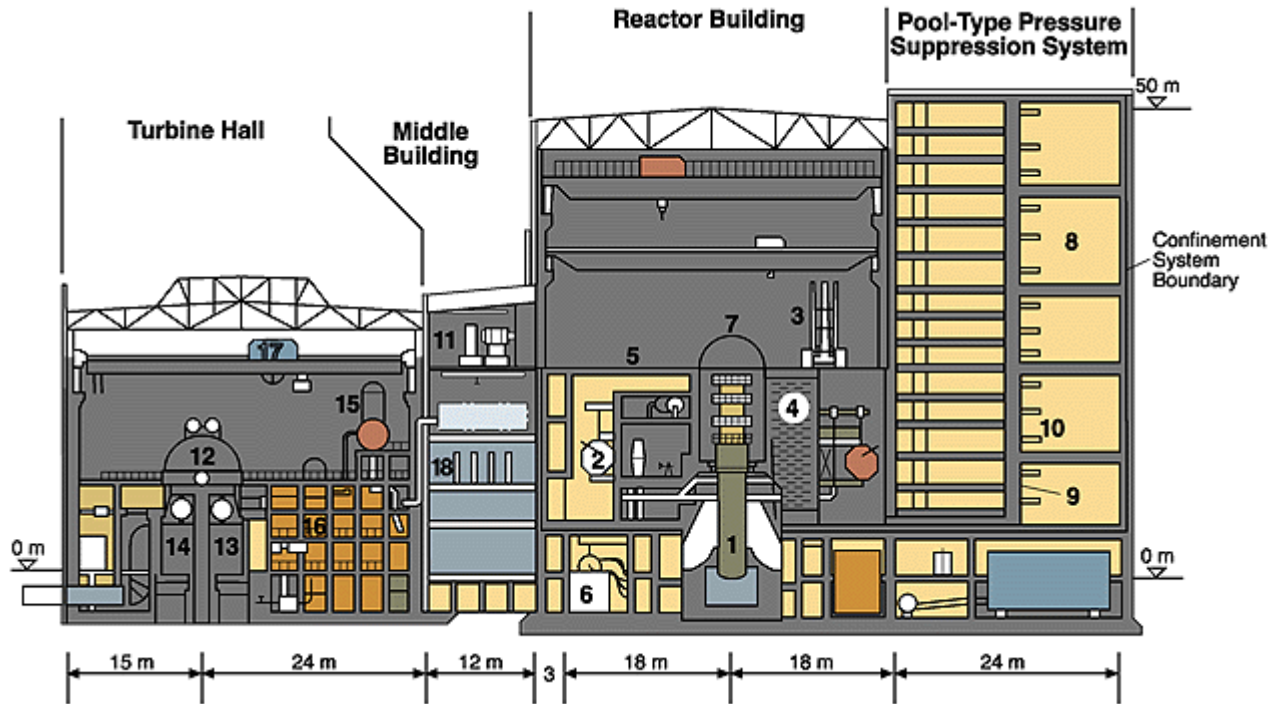 Reactor Building
Pool-Type Pressure
Suppression System
50 m
Turbine Hall
Middle
Building
8
Confinement
System
Boundary
3
7
11
17
5
15
4
10
12
2
18
9
16
14
13
1
0 m
0 m
6
15 m
24 m
12 m
3
18 m
18 m
24 m